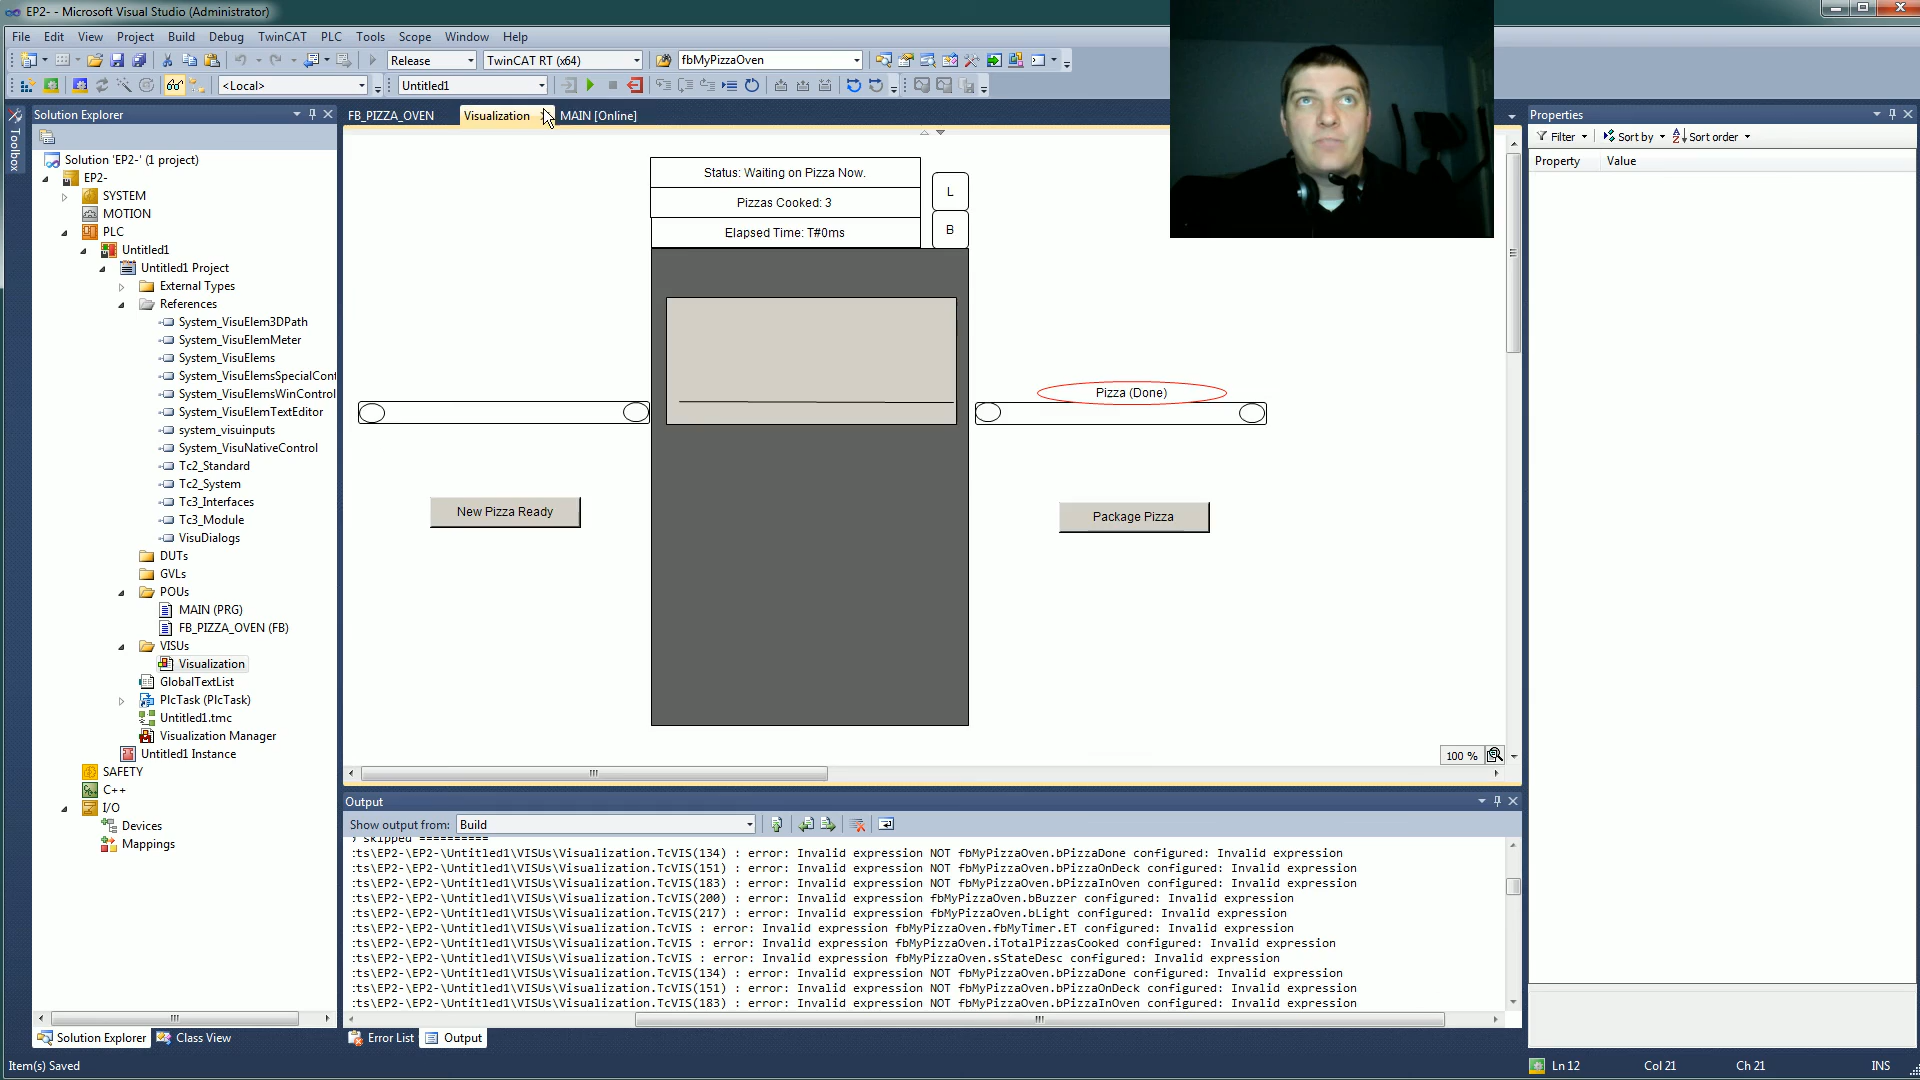 EP2- - Microsoft Visual Studio (Administrator)
File Edit View Project Build Debug TwinCAT PLC Tools Scope Window Help
Release TwinCAT RT (x64) fbMyPizzaOven
<Local> Untitled1
Solution Explorer
FB_PIZZA_OVEN Visualization MAIN [Online]
Toolbox
Solution 'EP2-' (1 project)
EP2-
SYSTEM
MOTION
PLC
Untitled1
Untitled1 Project
External Types
References
System_VisuElem3DPath
System_VisuElemMeter
System_VisuElems
System_VisuElemsSpecialCont
System_VisuElemsWinControl
System_VisuElemTextEditor
system_visuinputs
System_VisuNativeControl
Tc2_Standard
Tc2_System
Tc3_Interfaces
Tc3_Module
VisuDialogs
DUTs
GVLs
POUs
MAIN (PRG)
FB_PIZZA_OVEN (FB)
VISUs
Visualization
GlobalTextList
PlcTask (PlcTask)
Untitled1.tmc
Visualization Manager
Untitled1 Instance
SAFETY
C++
I/O
Devices
Mappings
Solution Explorer Class View
Status: Waiting on Pizza Now.
Pizzas Cooked: 3
Elapsed Time: T#0ms
L
B
Pizza (Done)
New Pizza Ready
Package Pizza
100 %
Output
Show output from: Build
skipped ==========
:ts\EP2-\EP2-\Untitled1\VISUs\Visualization.TcVIS(134) : error: Invalid expression NOT fbMyPizzaOven.bPizzaDone configured: Invalid expression
:ts\EP2-\EP2-\Untitled1\VISUs\Visualization.TcVIS(151) : error: Invalid expression NOT fbMyPizzaOven.bPizzaOnDeck configured: Invalid expression
:ts\EP2-\EP2-\Untitled1\VISUs\Visualization.TcVIS(183) : error: Invalid expression NOT fbMyPizzaOven.bPizzaInOven configured: Invalid expression
:ts\EP2-\EP2-\Untitled1\VISUs\Visualization.TcVIS(200) : error: Invalid expression fbMyPizzaOven.bBuzzer configured: Invalid expression
:ts\EP2-\EP2-\Untitled1\VISUs\Visualization.TcVIS(217) : error: Invalid expression fbMyPizzaOven.bLight configured: Invalid expression
:ts\EP2-\EP2-\Untitled1\VISUs\Visualization.TcVIS : error: Invalid expression fbMyPizzaOven.fbMyTimer.ET configured: Invalid expression
:ts\EP2-\EP2-\Untitled1\VISUs\Visualization.TcVIS : error: Invalid expression fbMyPizzaOven.iTotalPizzasCooked configured: Invalid expression
:ts\EP2-\EP2-\Untitled1\VISUs\Visualization.TcVIS : error: Invalid expression fbMyPizzaOven.sStateDesc configured: Invalid expression
:ts\EP2-\EP2-\Untitled1\VISUs\Visualization.TcVIS(134) : error: Invalid expression NOT fbMyPizzaOven.bPizzaDone configured: Invalid expression
:ts\EP2-\EP2-\Untitled1\VISUs\Visualization.TcVIS(151) : error: Invalid expression NOT fbMyPizzaOven.bPizzaOnDeck configured: Invalid expression
:ts\EP2-\EP2-\Untitled1\VISUs\Visualization.TcVIS(183) : error: Invalid expression NOT fbMyPizzaOven.bPizzaInOven configured: Invalid expression
Error List Output
Properties
Filter Sort by Sort order
Property Value
Item(s) Saved Ln 12 Col 21 Ch 21 INS